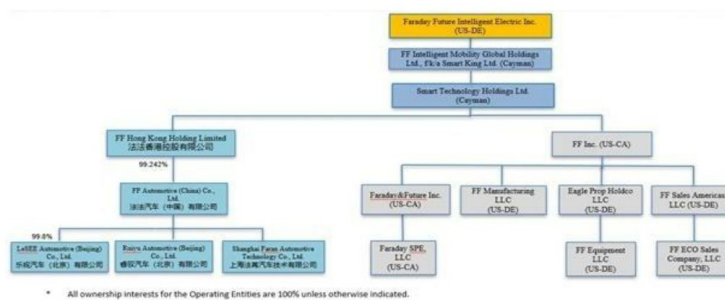 Faraday Future Intelligent Electric Inc.
(US-DE)
FF Intelligent Mobility Global Holdings
Ltd., f/k/a Smart King Ltd. (Cayman)
Smart Technology Holdings Ltd.
(Cayman)
FF Hong Kong Holding Limited
法法香港控股有限公司
FF Inc. (US-CA)
99.242%
FF Automotive (China) Co.,
Ltd.
法法汽车（中国）有限公司
Faraday&Future Inc.
(US-CA)
FF Manufacturing
LLC
(US-DE)
Eagle Prop Holdco
LLC
(US-DE)
FF Sales Americas
LLC (US-DE)
99.8%
LeSEE Automotive (Beijing)
Co., Ltd.
乐视汽车（北京）有限公司
Ruiyu Automotive (Beijing)
Co., Ltd.
睿驭汽车（北京）有限公司
Shanghai Faran Automotive
Technology Co., Ltd.
上海法冉汽车技术有限公司
Faraday SPE,
LLC
(US-CA)
FF Equipment
LLC
(US-DE)
FF ECO Sales
Company, LLC
(US-DE)
* All ownership interests for the Operating Entities are 100% unless otherwise indicated.